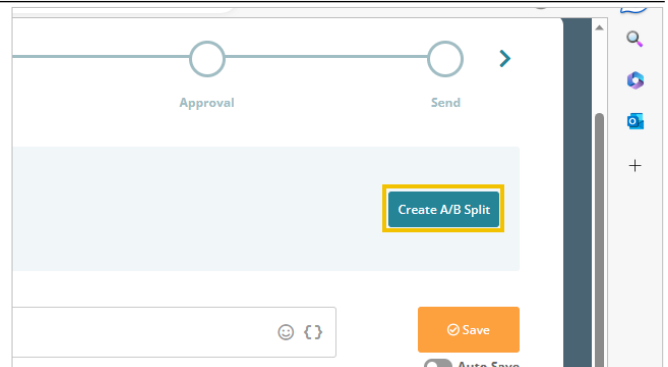 Approval
Send
Create A/B Split
{}
Save
Auto Save